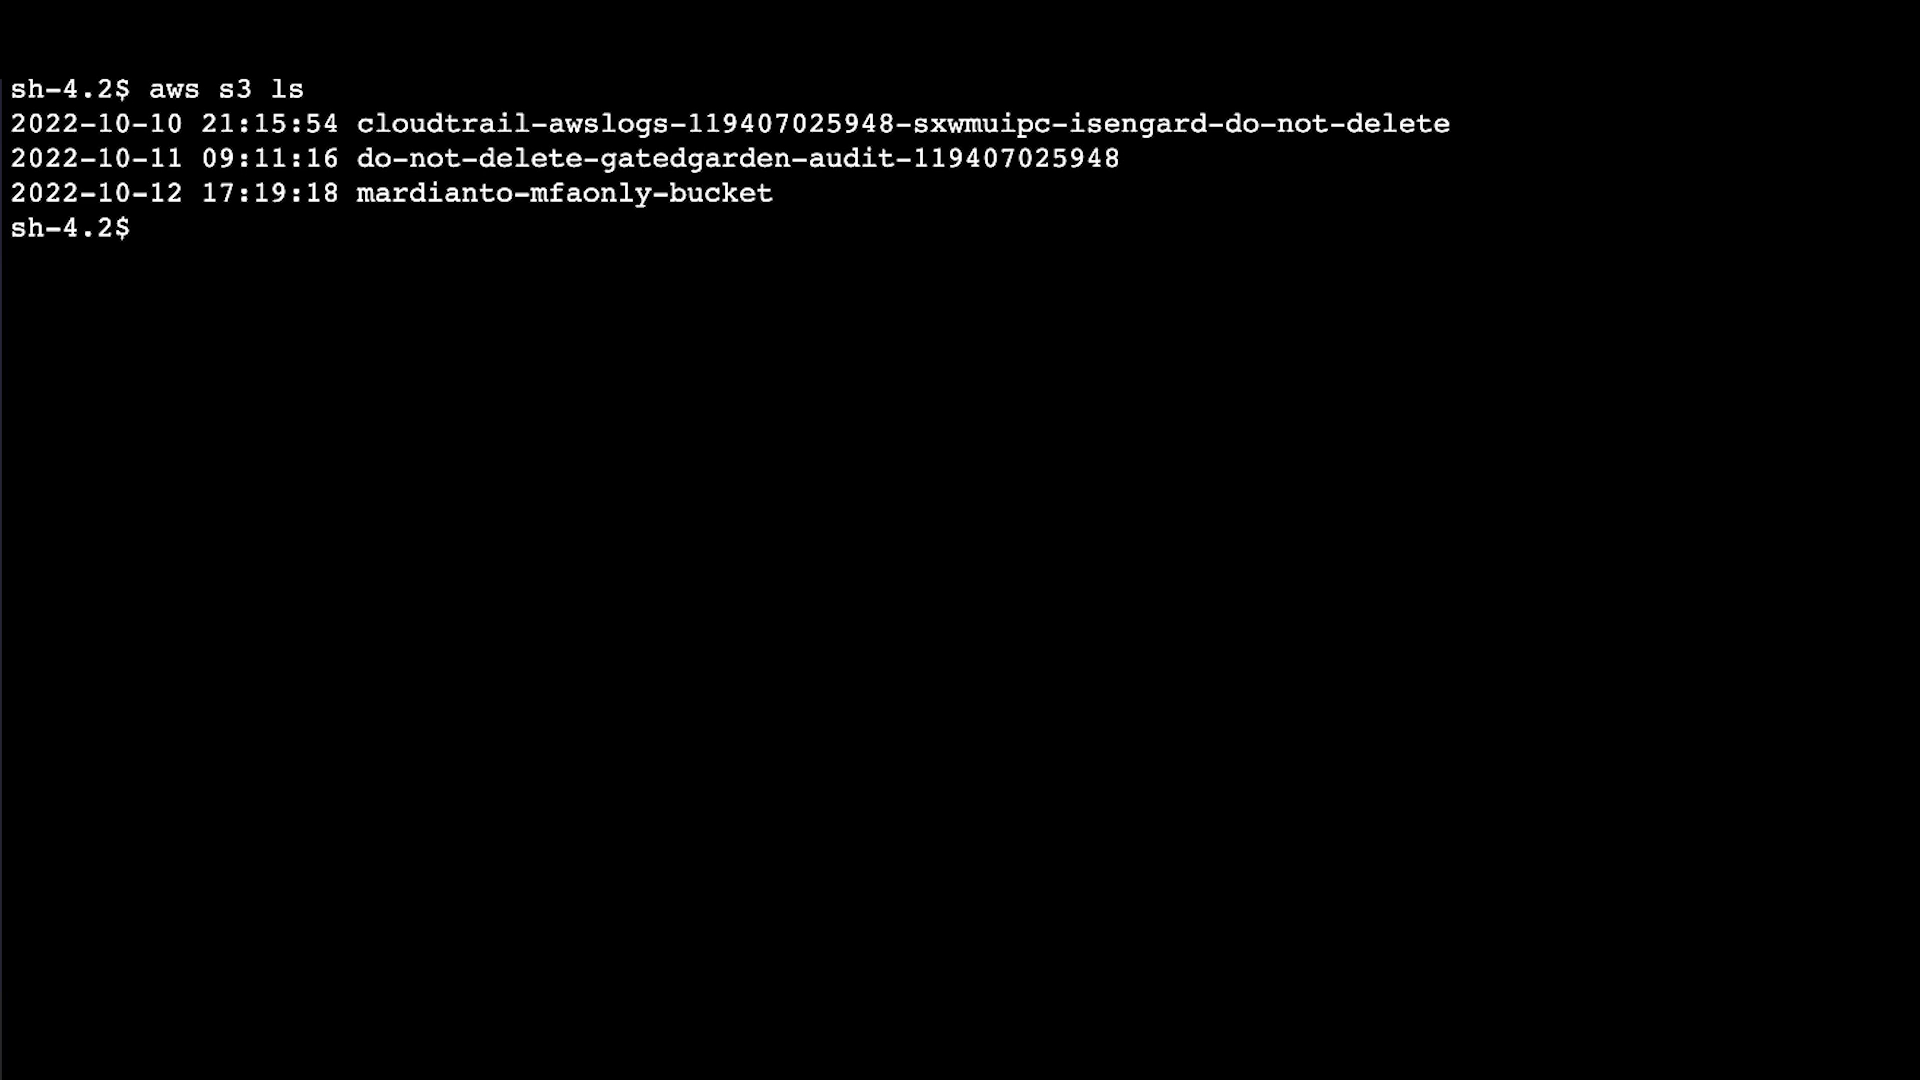 sh-4.2$ aws s3 ls
2022-10-10 21:15:54 cloudtrail-awslogs-119407025948-sxwmuipc-isengard-do-not-delete
2022-10-11 09:11:16 do-not-delete-gatedgarden-audit-119407025948
2022-10-12 17:19:18 mardianto-mfaonly-bucket
sh-4.2$